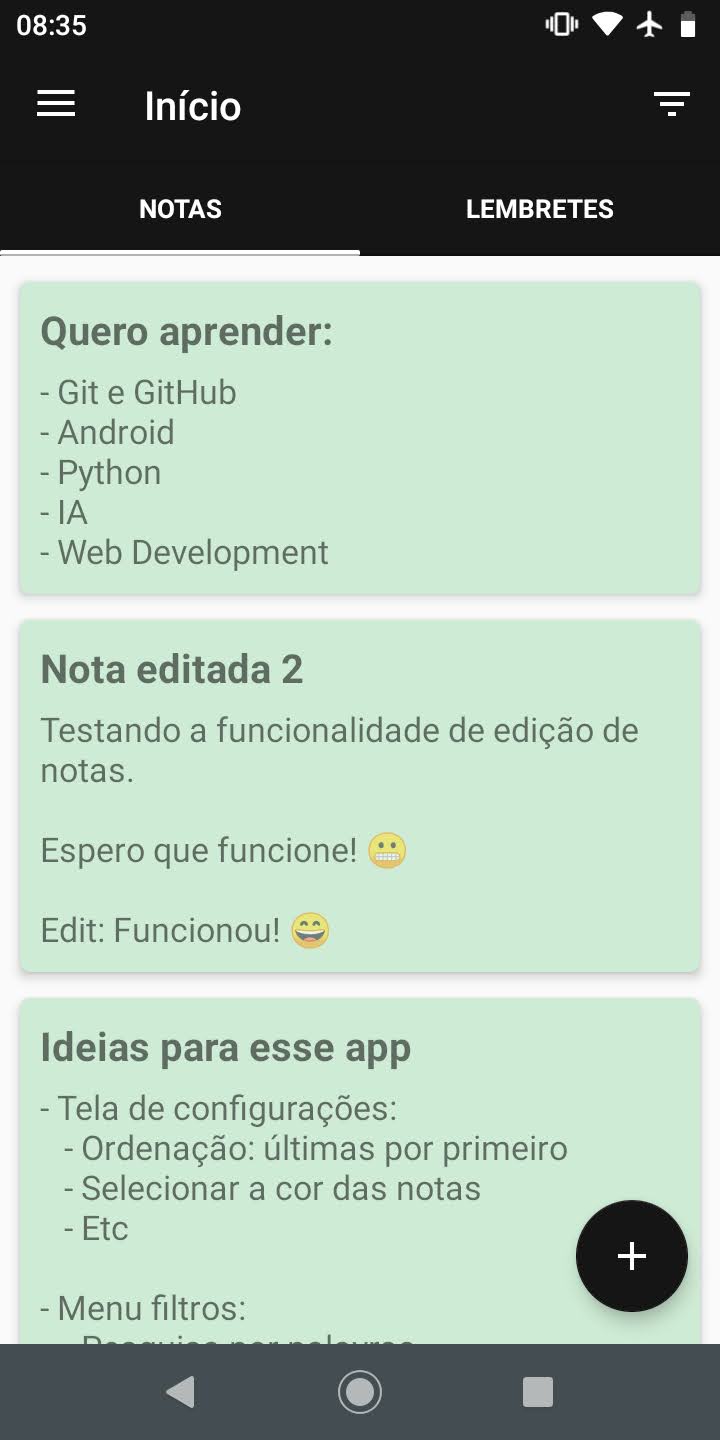 08:35
Início
NOTAS
LEMBRETES
Quero aprender:
- Git e GitHub
- Android
- Python
- IA
- Web Development
Nota editada 2
Testando a funcionalidade de edição de
notas.
Espero que funcione! 😬
Edit: Funcionou! 😄
Ideias para esse app
- Tela de configurações:
- Ordenação: últimas por primeiro
- Selecionar a cor das notas
- Etc
- Menu filtros: